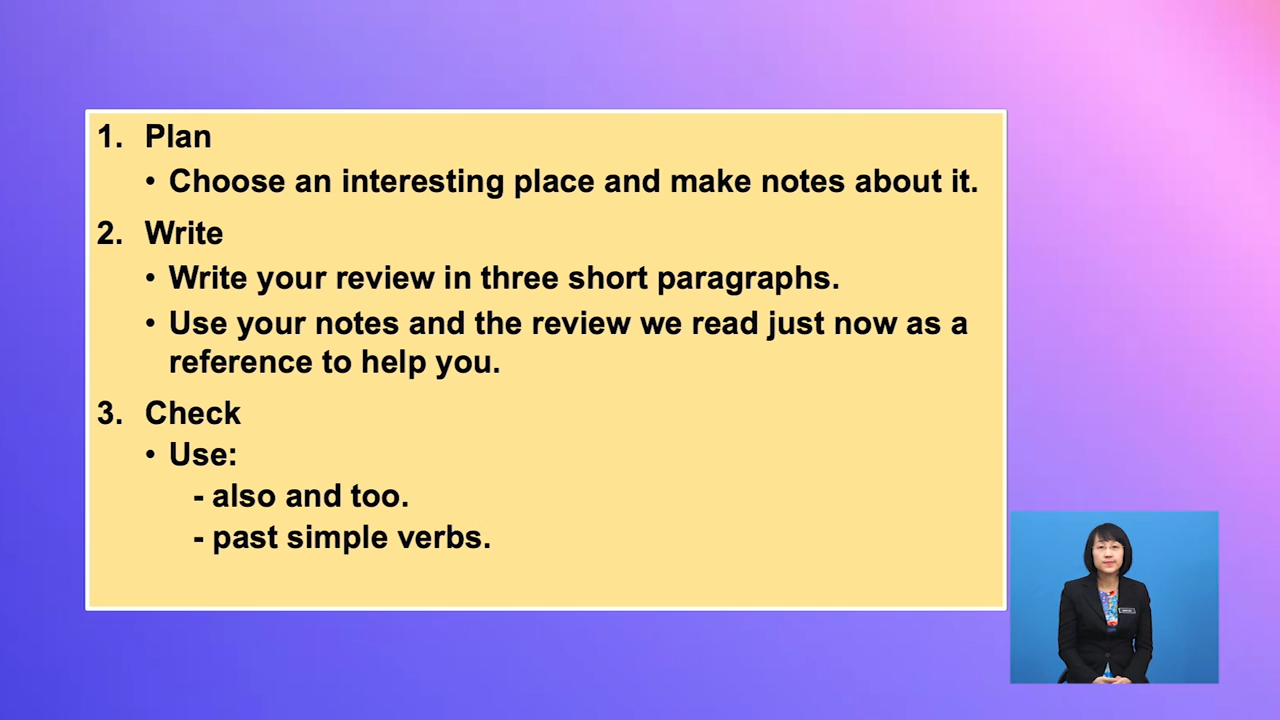 1. Plan
• Choose an interesting place and make notes about it.
2. Write
• Write your review in three short paragraphs.
• Use your notes and the review we read just now as a
reference to help you.
3. Check
• Use:
- also and too.
- past simple verbs.